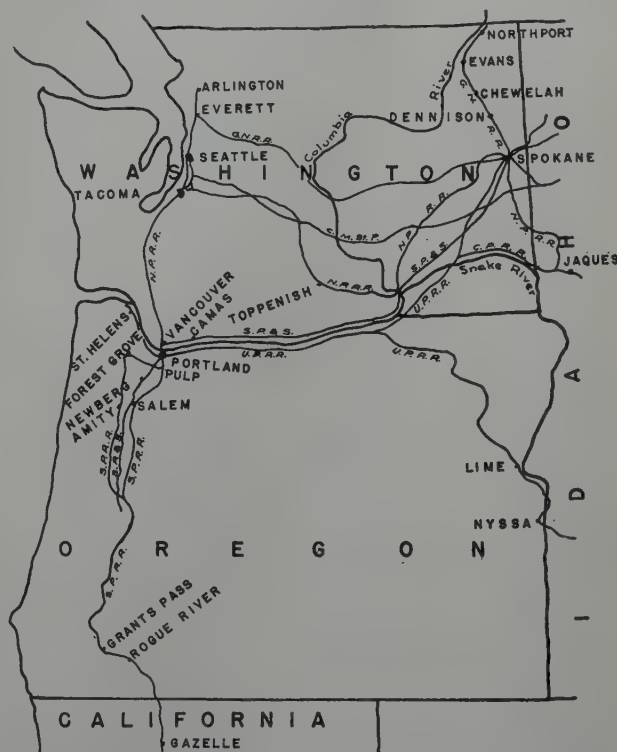 NORTHPORT
EVANS
CHEWELAH
River
DENNISON
G.N.R.R.
ARLINGTON
EVERETT
G.N.R.R.
Columbia
SEATTLE
SPOKANE
WASHINGTON
TACOMA
C.M.St.P.
N.P. R.R.
N.P.R.R.
JAQUES
S.P.&S.
C.P.R.R.
Snake River
U.P.R.R.
N.P.R.R.
N.P.R.R.
TOPPENISH
VANCOUVER
CAMAS
ST. HELENS
S.P.&S.
U.P.R.R.
U.P.R.R.
FOREST GROVE
PORTLAND
PULP
NEWBERG
AMITY
SALEM
S.P.R.R.
S.P.&S.
S.P.R.R.
LIME
NYSSA
OREGON
IDAHO
S.P.R.R.
GRANTS PASS
ROGUE RIVER
CALIFORNIA
GAZELLE